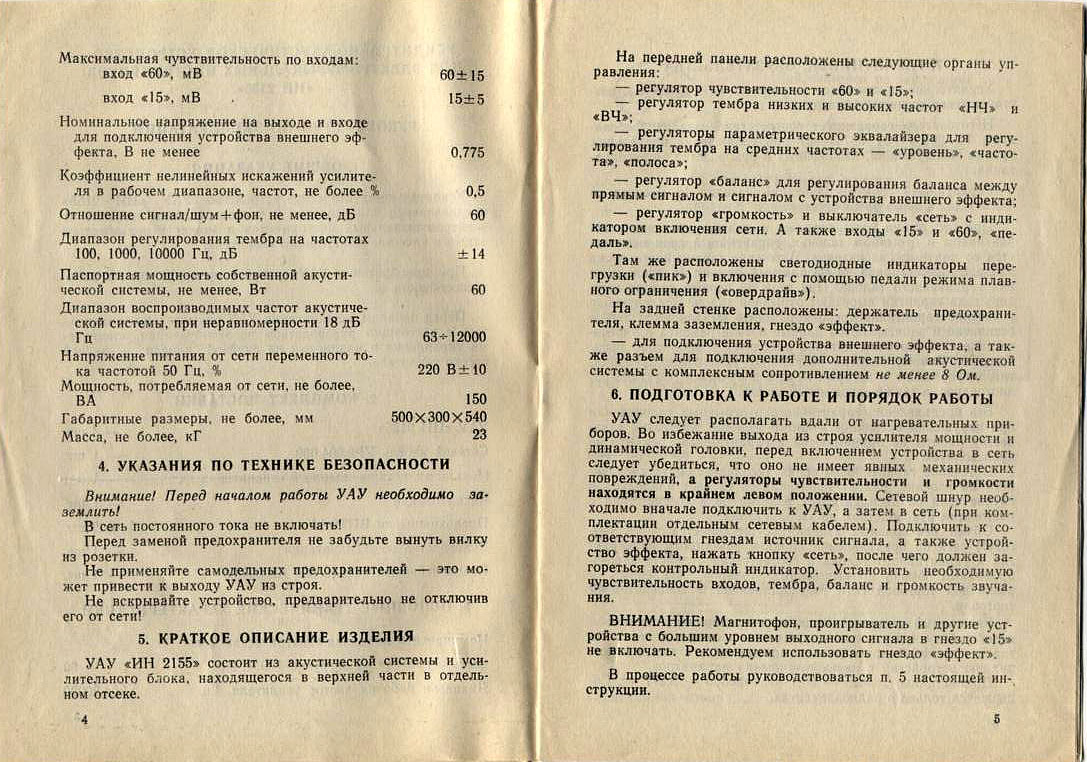 Максимальная чувствительность по входам:
вход «60», мВ 60±15
вход «15», мВ 15±5
Номинальное напряжение на выходе и входе
для подключения устройства внешнего эф-
фекта, В не менее 0,775
Коэффициент нелинейных искажений усилите-
ля в рабочем диапазоне, частот, не более % 0,5
Отношение сигнал/шум+фон, не менее, дБ 60
Диапазон регулирования тембра на частотах
100, 1000, 10000 Гц, дБ ±14
Паспортная мощность собственной акусти-
ческой системы, не менее, Вт 60
Диапазон воспроизводимых частот акустиче-
ской системы, при неравномерности 18 дБ
Гц 63÷12000
Напряжение питания от сети переменного то-
ка частотой 50 Гц, % 220 В±10
Мощность, потребляемая от сети, не более,
ВА 150
Габаритные размеры, не более, мм 500×300×540
Масса, не более, кГ 23
4. УКАЗАНИЯ ПО ТЕХНИКЕ БЕЗОПАСНОСТИ
Внимание! Перед началом работы УАУ необходимо за-
землить!
В сеть постоянного тока не включать!
Перед заменой предохранителя не забудьте вынуть вилку
из розетки.
Не применяйте самодельных предохранителей — это мо-
жет привести к выходу УАУ из строя.
Не вскрывайте устройство, предварительно не отключив
его от сети!
5. КРАТКОЕ ОПИСАНИЕ ИЗДЕЛИЯ
УАУ «ИН 2155» состоит из акустической системы и уси-
лительного блока, находящегося в верхней части в отдель-
ном отсеке.
4
На передней панели расположены следующие органы уп-
равления:
— регулятор чувствительности «60» и «15»;
— регулятор тембра низких и высоких частот «НЧ» и
«ВЧ»;
— регуляторы параметрического эквалайзера для регу-
лирования тембра на средних частотах — «уровень», «часто-
та», «полоса»;
— регулятор «баланс» для регулирования баланса между
прямым сигналом и сигналом с устройства внешнего эффекта;
— регулятор «громкость» и выключатель «сеть» с инди-
катором включения сети. А также входы «15» и «60», «пе-
даль».
Там же расположены светодиодные индикаторы пере-
грузки («пик») и включения с помощью педали режима плав-
ного ограничения («овердрайв»).
На задней стенке расположены: держатель предохрани-
теля, клемма заземления, гнездо «эффект».
— для подключения устройства внешнего эффекта, а так-
же разъем для подключения дополнительной акустической
системы с комплексным сопротивлением не менее 8 Ом.
6. ПОДГОТОВКА К РАБОТЕ И ПОРЯДОК РАБОТЫ
УАУ следует располагать вдали от нагревательных при-
боров. Во избежание выхода из строя усилителя мощности и
динамической головки, перед включением устройства в сеть
следует убедиться, что оно не имеет явных механических
повреждений, а регуляторы чувствительности и громкости
находятся в крайнем левом положении. Сетевой шнур необ-
ходимо вначале подключить к УАУ, а затем в сеть (при ком-
плектации отдельным сетевым кабелем). Подключить к со-
ответствующим гнездам источник сигнала, а также устрой-
ство эффекта, нажать кнопку «сеть», после чего должен за-
гореться контрольный индикатор. Установить необходимую
чувствительность входов, тембра, баланс и громкость звуча-
ния.
ВНИМАНИЕ! Магнитофон, проигрыватель и другие уст-
ройства с большим уровнем выходного сигнала в гнездо «15»
не включать. Рекомендуем использовать гнездо «эффект».
В процессе работы руководствоваться п. 5 настоящей ин-
струкции.
5